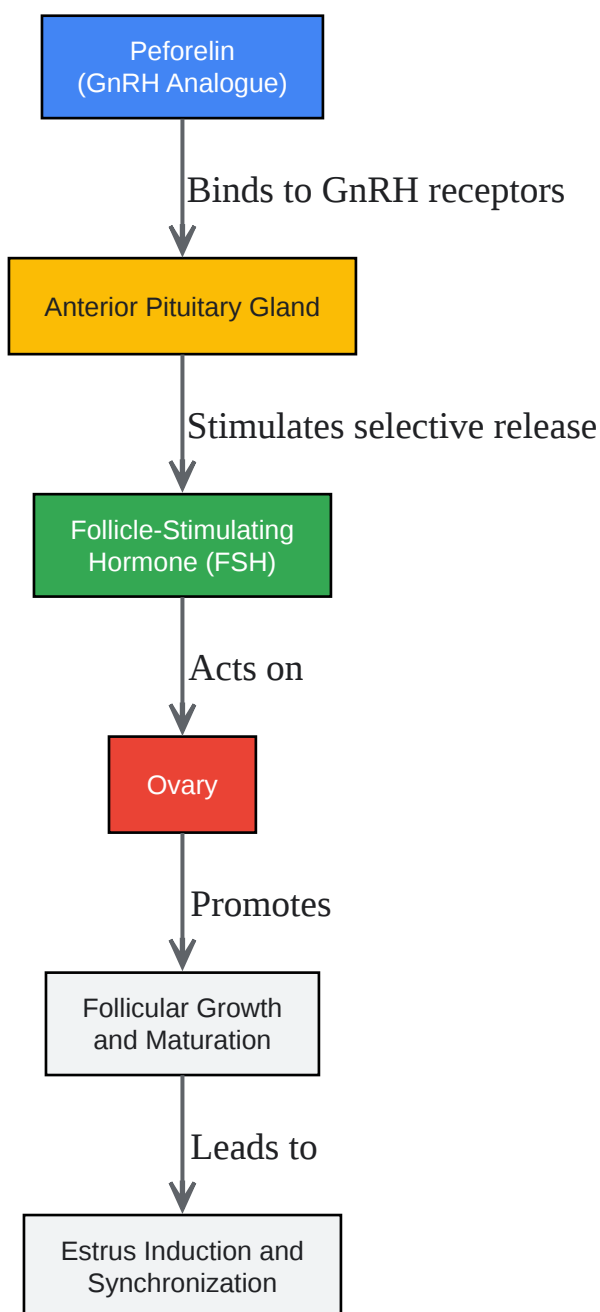 Peforelin
(GnRH Analogue)
Binds to GnRH receptors
Anterior Pituitary Gland
Stimulates selective release
Follicle-Stimulating
Hormone (FSH)
Acts on
Ovary
Promotes
Follicular Growth
and Maturation
Leads to
Estrus Induction and
Synchronization